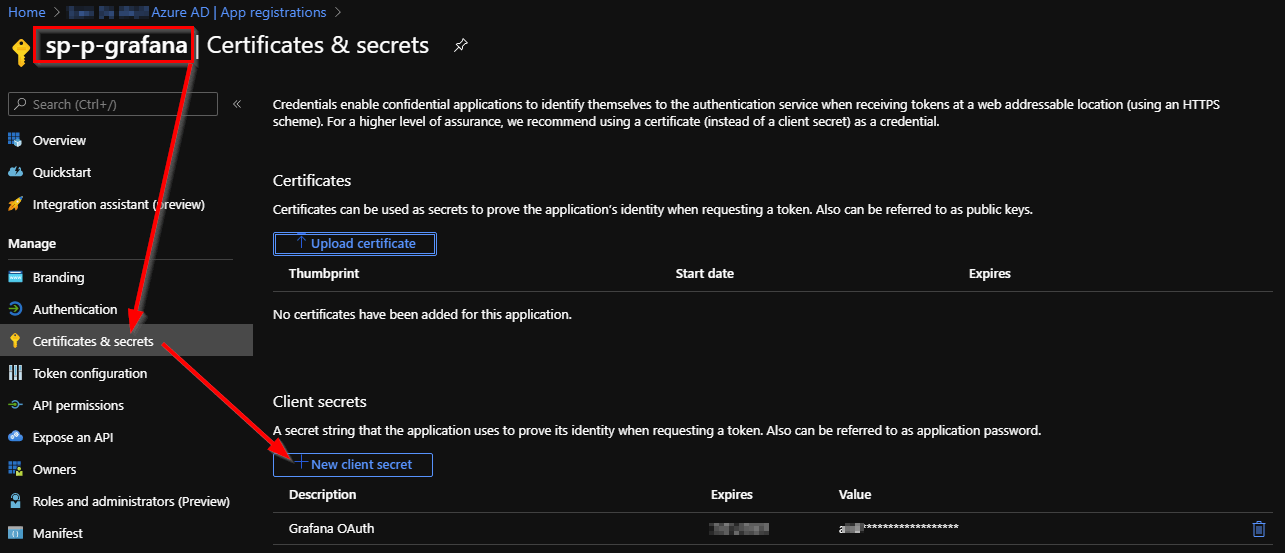 Home > Azure AD | App registrations >
sp-p-grafana | Certificates & secrets
Search (Ctrl+/)
«
Overview
Quickstart
Integration assistant (preview)
Manage
Branding
Authentication
Certificates & secrets
Token configuration
API permissions
Expose an API
Owners
Roles and administrators (Preview)
Manifest
Credentials enable confidential applications to identify themselves to the authentication service when receiving tokens at a web addressable location (using an HTTPS
scheme). For a higher level of assurance, we recommend using a certificate (instead of a client secret) as a credential.
Certificates
Certificates can be used as secrets to prove the application's identity when requesting a token. Also can be referred to as public keys.
Upload certificate
Thumbprint Start date Expires
No certificates have been added for this application.
Client secrets
A secret string that the application uses to prove its identity when requesting a token. Also can be referred to as application password.
New client secret
Description Expires Value
Grafana OAuth ******************